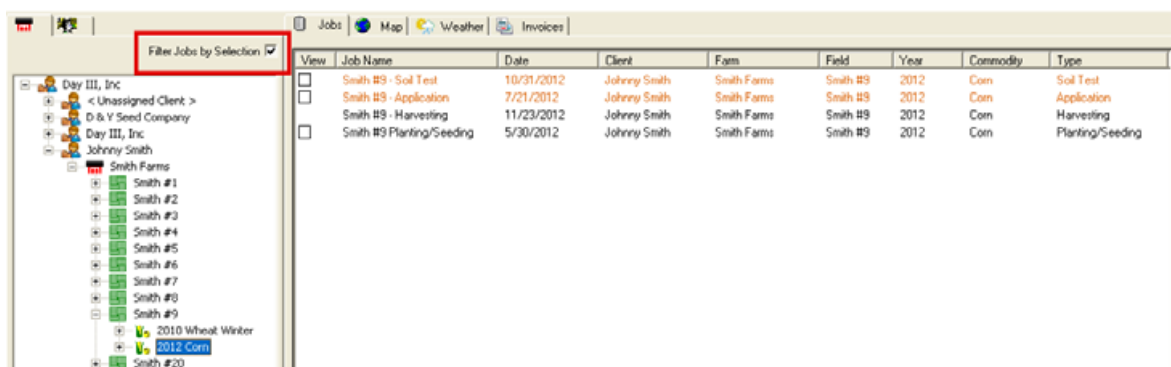 Jobs Map Weather Invoices
Filter Jobs by Selection
View Job Name Date Client Farm Field Year Commodity Type
Smith #9 - Soil Test 10/31/2012 Johnny Smith Smith Farms Smith #9 2012 Corn Soil Test
Smith #9 - Application 7/21/2012 Johnny Smith Smith Farms Smith #9 2012 Corn Application
Smith #9 - Harvesting 11/23/2012 Johnny Smith Smith Farms Smith #9 2012 Corn Harvesting
Smith #9 Planting/Seeding 5/30/2012 Johnny Smith Smith Farms Smith #9 2012 Corn Planting/Seeding
Day III, Inc
< Unassigned Client >
D & Y Seed Company
Day III, Inc
Johnny Smith
Smith Farms
Smith #1
Smith #2
Smith #3
Smith #4
Smith #5
Smith #6
Smith #7
Smith #8
Smith #9
2010 Wheat Winter
2012 Corn
Smith #20